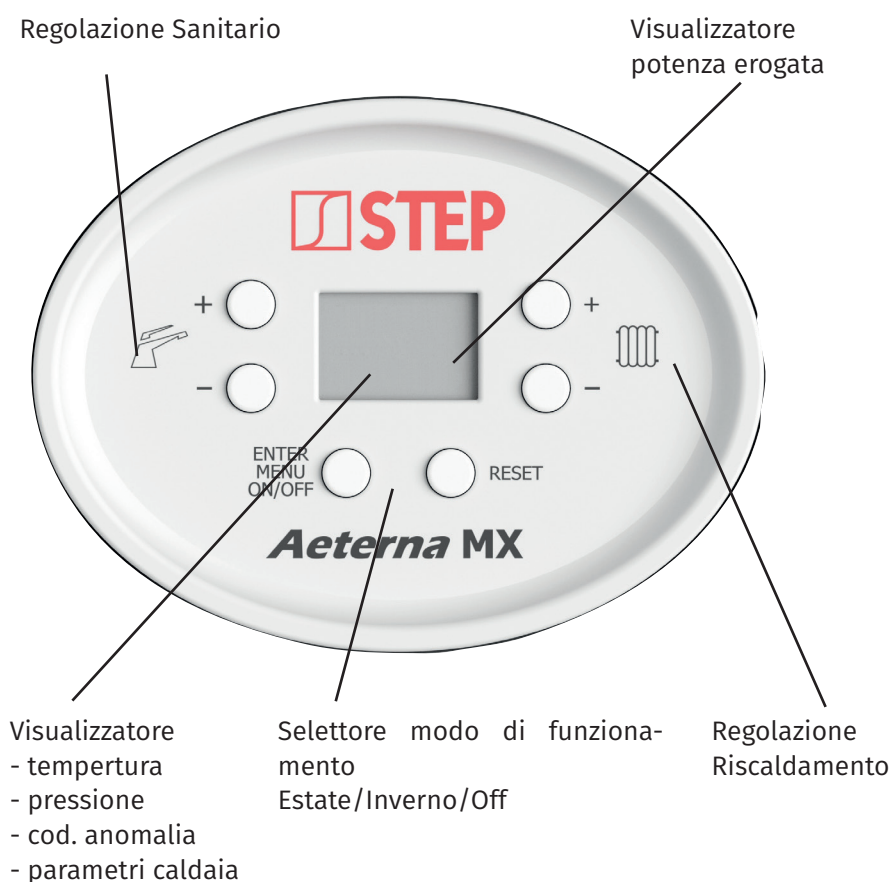 Regolazione Sanitario
Visualizzatore
potenza erogata
STEP
+
+
−
−
ENTER
MENU
ON/OFF
RESET
Aeterna MX
Visualizzatore
- tempertura
- pressione
- cod. anomalia
- parametri caldaia
Selettore modo di funziona-
mento
Estate/Inverno/Off
Regolazione
Riscaldamento